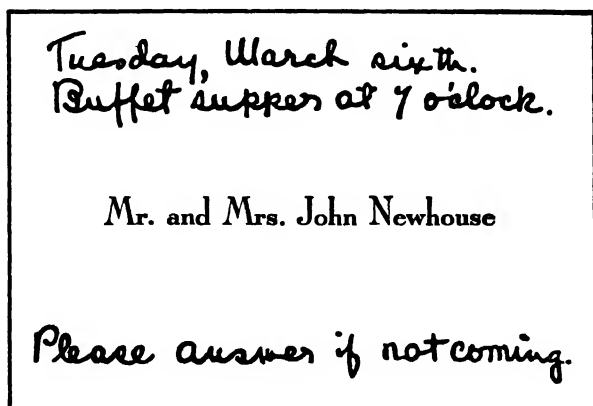 Tuesday, March sixth.
Buffet supper at 7 o'clock.
Mr. and Mrs. John Newhouse
Please answer if not coming.